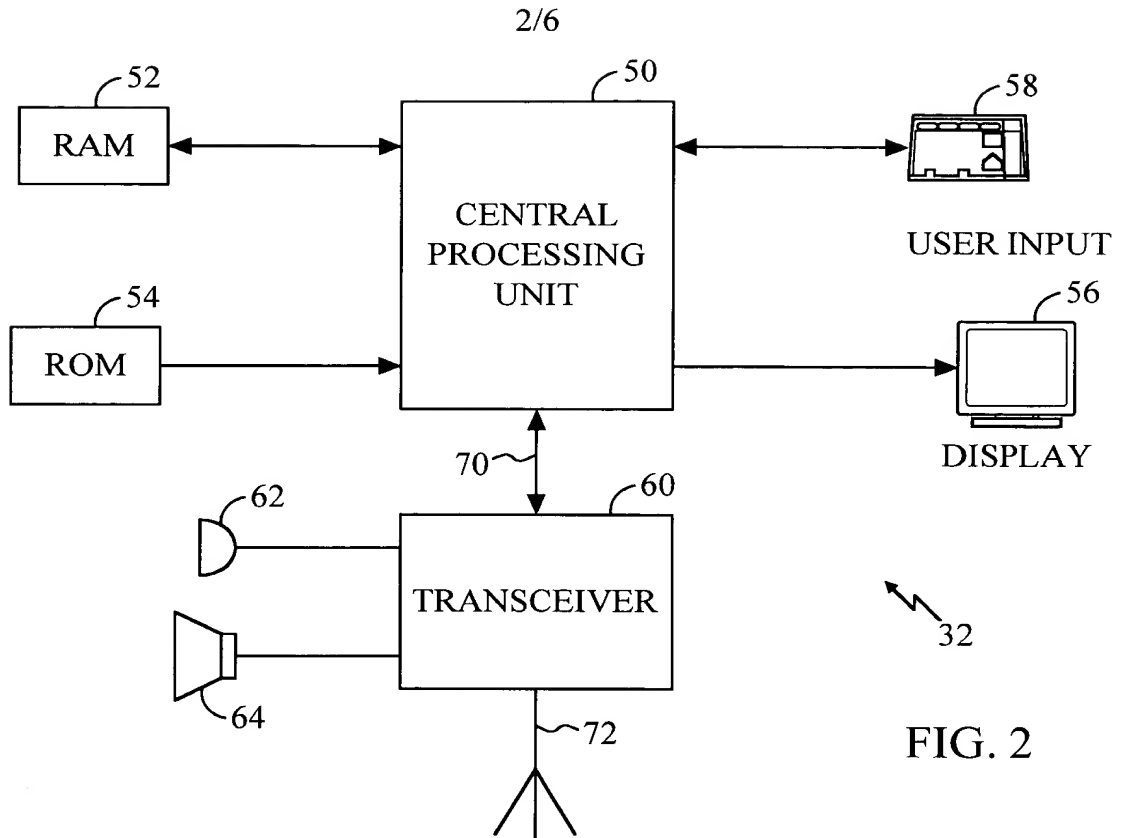 2/6
52
50
58
RAM
CENTRAL
PROCESSING
UNIT
USER INPUT
54
56
ROM
DISPLAY
70
62
60
TRANSCEIVER
32
64
72
FIG. 2